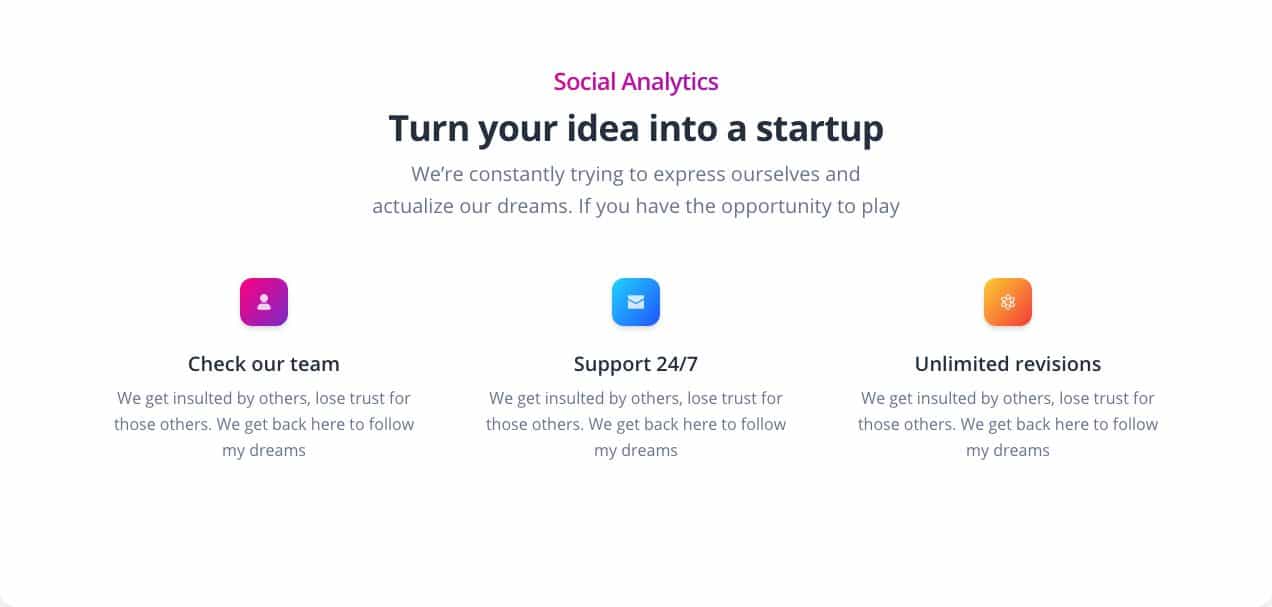 Social Analytics
Turn your idea into a startup
We’re constantly trying to express ourselves and
actualize our dreams. If you have the opportunity to play
Check our team
We get insulted by others, lose trust for
those others. We get back here to follow
my dreams
Support 24/7
We get insulted by others, lose trust for
those others. We get back here to follow
my dreams
Unlimited revisions
We get insulted by others, lose trust for
those others. We get back here to follow
my dreams